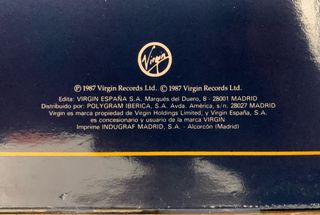 Virgin
℗ 1987 Virgin Records Ltd. © 1987 Virgin Records Ltd.
Edita: VIRGIN ESPAÑA S.A. Marqués del Duero, 8 - 28001 MADRID
Distribuido por: POLYGRAM IBERICA, S.A. Avda. América, s/n. 28027 MADRID
Virgin es marca propiedad de Virgin Holdings Limited, y Virgin España, S.A.
es concesionario y usuario de la marca VIRGIN.
Imprime INDUGRAF MADRID, S.A. - Alcorcón (Madrid)